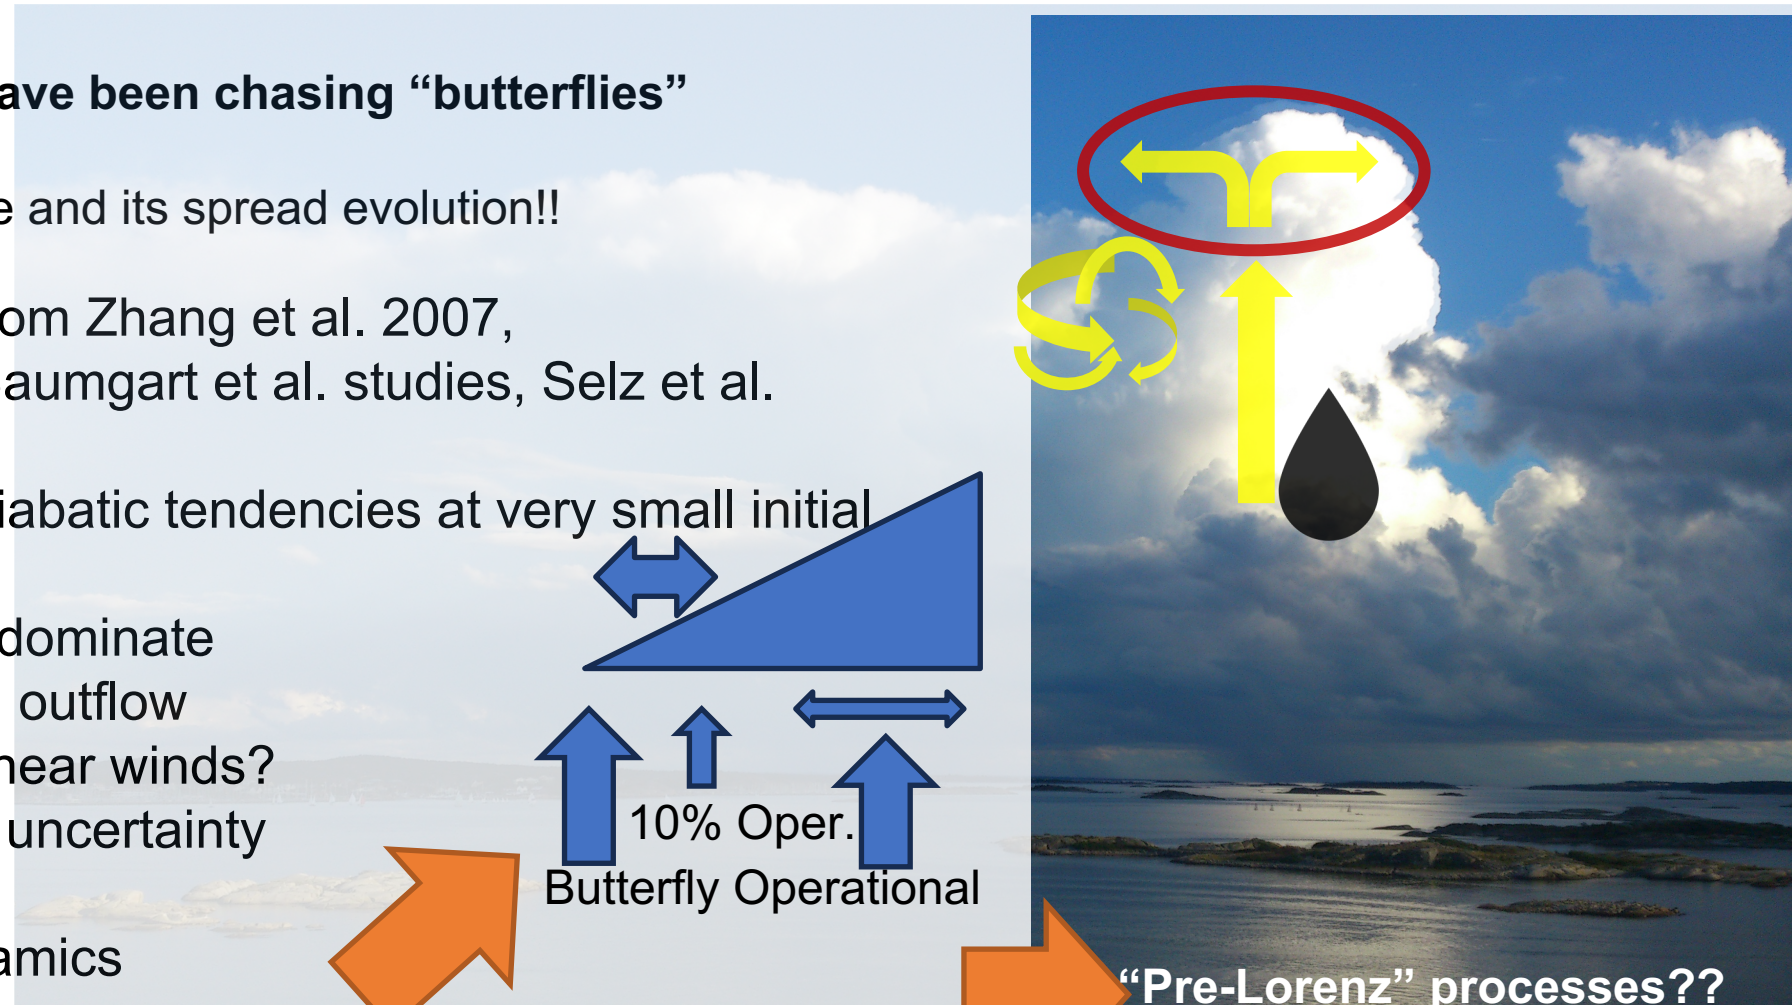 ave been chasing “butterflies”
e and its spread evolution!!
om Zhang et al. 2007,
aumgart et al. studies, Selz et al.
iabatic tendencies at very small initial
dominate
outflow
near winds?
uncertainty
10% Oper.
Butterfly Operational
amics
“Pre-Lorenz” processes??